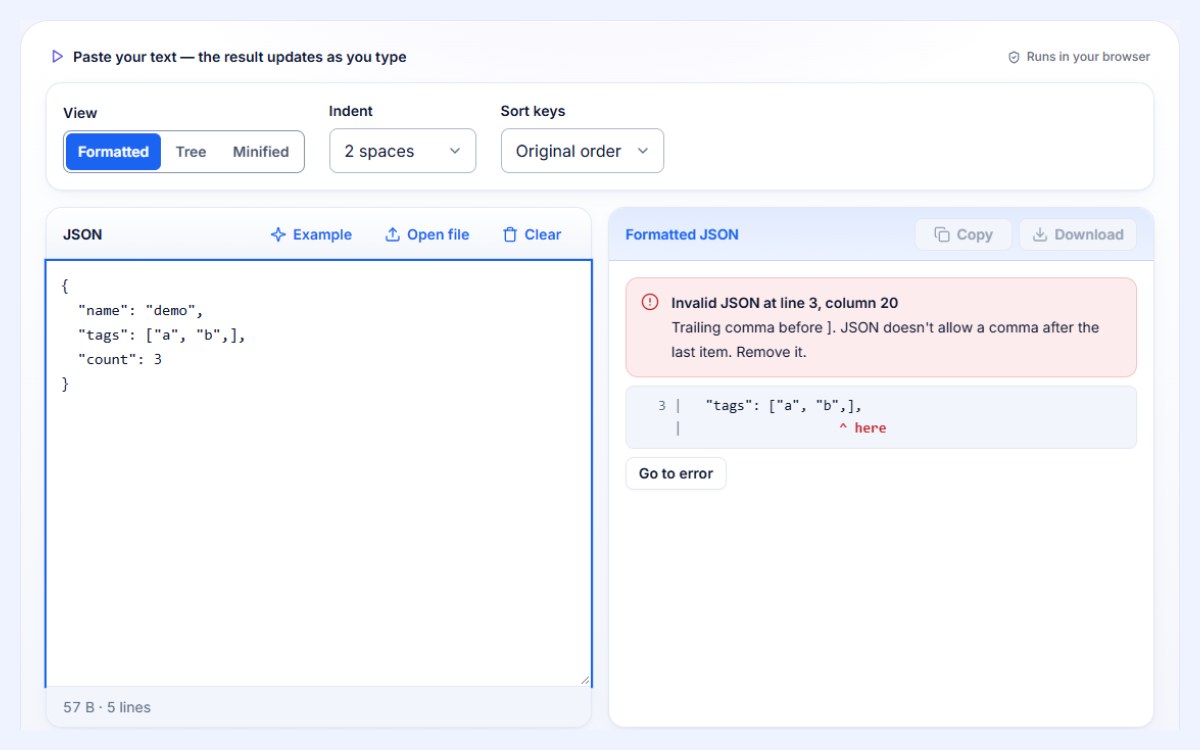 Paste your text — the result updates as you type
Runs in your browser
View
Formatted Tree Minified
Indent
2 spaces
Sort keys
Original order
JSON
Example
Open file
Clear
{
  "name": "demo",
  "tags": ["a", "b",],
  "count": 3
}
57 B · 5 lines
Formatted JSON
Copy
Download
Invalid JSON at line 3, column 20
Trailing comma before ]. JSON doesn't allow a comma after the
last item. Remove it.
3 |   "tags": ["a", "b",],
  |                    ^ here
Go to error